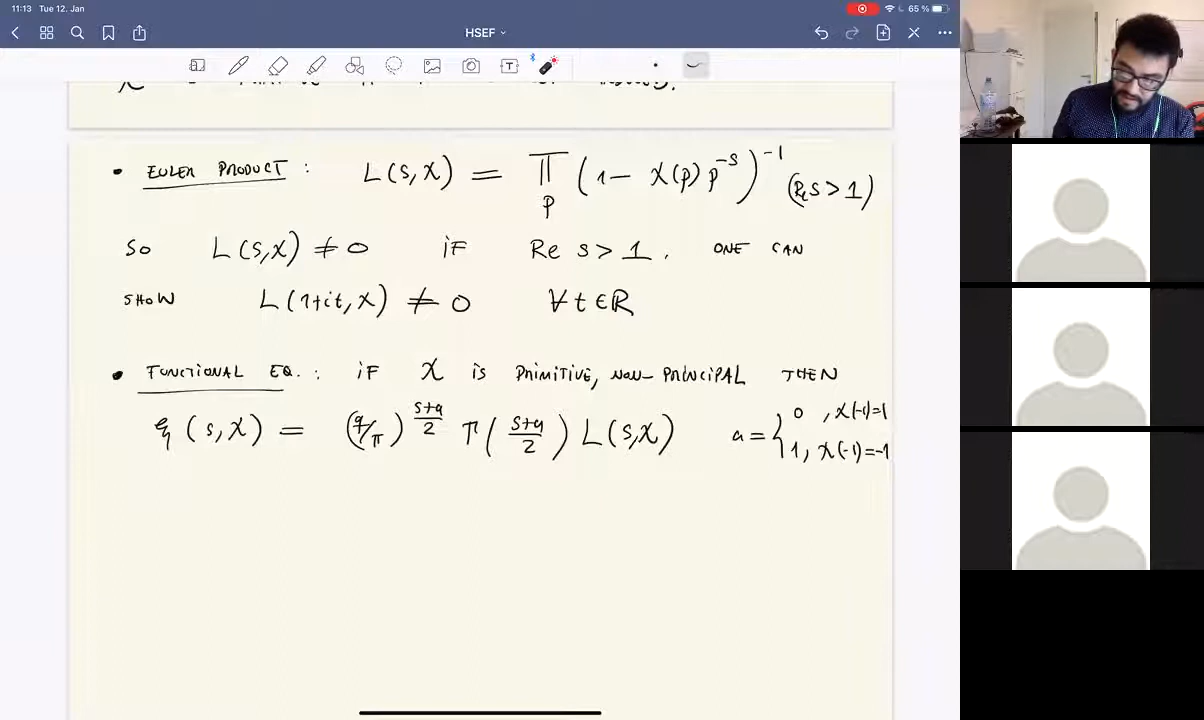 11:13 Tue 12. Jan 65 %
HSEF
• EULER PRODUCT : L(s,χ) = ∏_p (1 - χ(p) p^{-s})^{-1} (Re s > 1)
So L(s,χ) ≠ 0 iF Re s > 1. ONE CAN
SHOW L(1+it, χ) ≠ 0 ∀ t ∈ ℝ
• FUNCTIONAL EQ. : iF χ is PRIMITIVE, NON-PRINCIPAL THEN
ξ(s,χ) = (q/π)^{\frac{s+a}{2}} Γ(\frac{s+a}{2}) L(s,χ) a = { 0 , χ(-1)=1
1, χ(-1)=-1